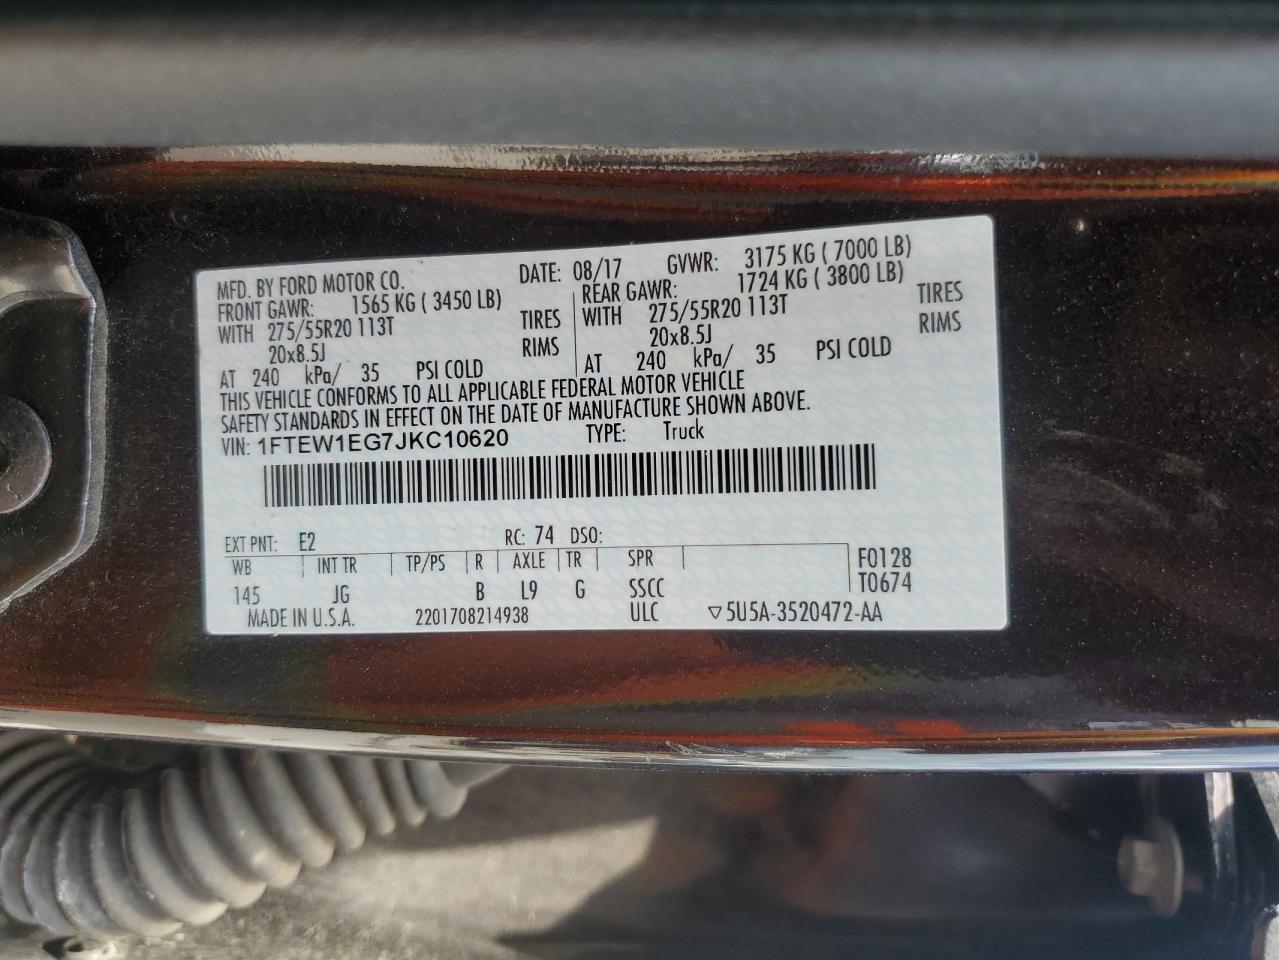 MFD. BY FORD MOTOR CO. DATE: 08/17 GVWR: 3175 KG ( 7000 LB)
FRONT GAWR: 1565 KG ( 3450 LB) REAR GAWR: 1724 KG ( 3800 LB)
WITH 275/55R20 113T TIRES WITH 275/55R20 113T TIRES
20x8.5J RIMS 20x8.5J RIMS
AT 240 kPa/ 35 PSI COLD AT 240 kPa/ 35 PSI COLD
THIS VEHICLE CONFORMS TO ALL APPLICABLE FEDERAL MOTOR VEHICLE
SAFETY STANDARDS IN EFFECT ON THE DATE OF MANUFACTURE SHOWN ABOVE.
VIN: 1FTEW1EG7JKC10620 TYPE: Truck
EXT PNT: E2 RC: 74 DSO:
WB INT TR TP/PS R AXLE TR SPR F0128
145 JG B L9 G SSCC T0674
MADE IN U.S.A. 2201708214938 ULC ▽5U5A-3520472-AA